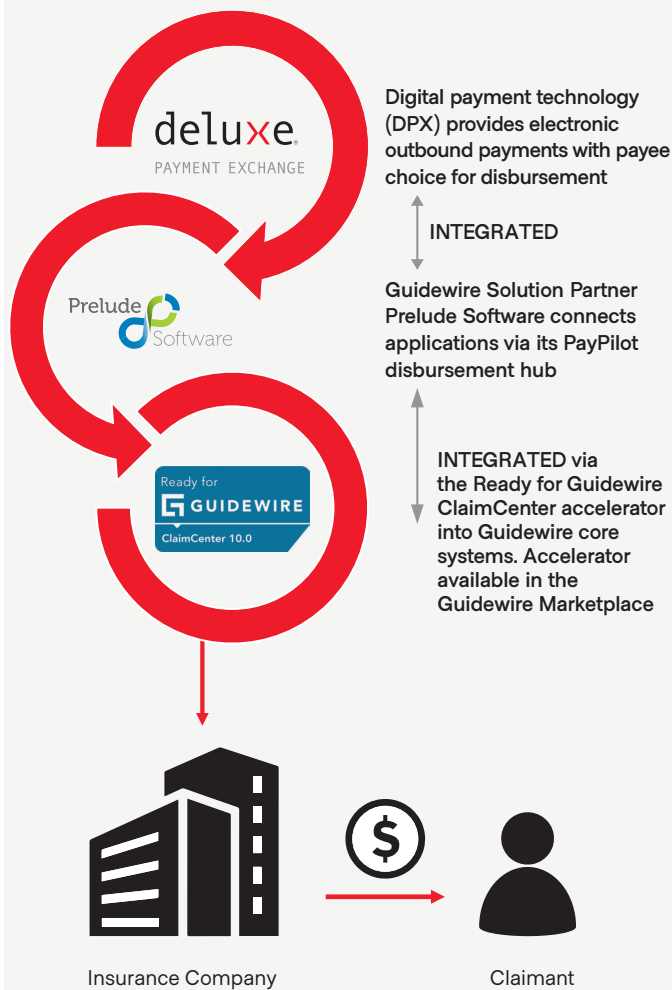 deluxe®
PAYMENT EXCHANGE
Digital payment technology
(DPX) provides electronic
outbound payments with payee
choice for disbursement
INTEGRATED
Prelude
Software
Guidewire Solution Partner
Prelude Software connects
applications via its PayPilot
disbursement hub
Ready for
GUIDEWIRE
ClaimCenter 10.0
INTEGRATED via
the Ready for Guidewire
ClaimCenter accelerator
into Guidewire core
systems. Accelerator
available in the
Guidewire Marketplace
$
Insurance Company
Claimant